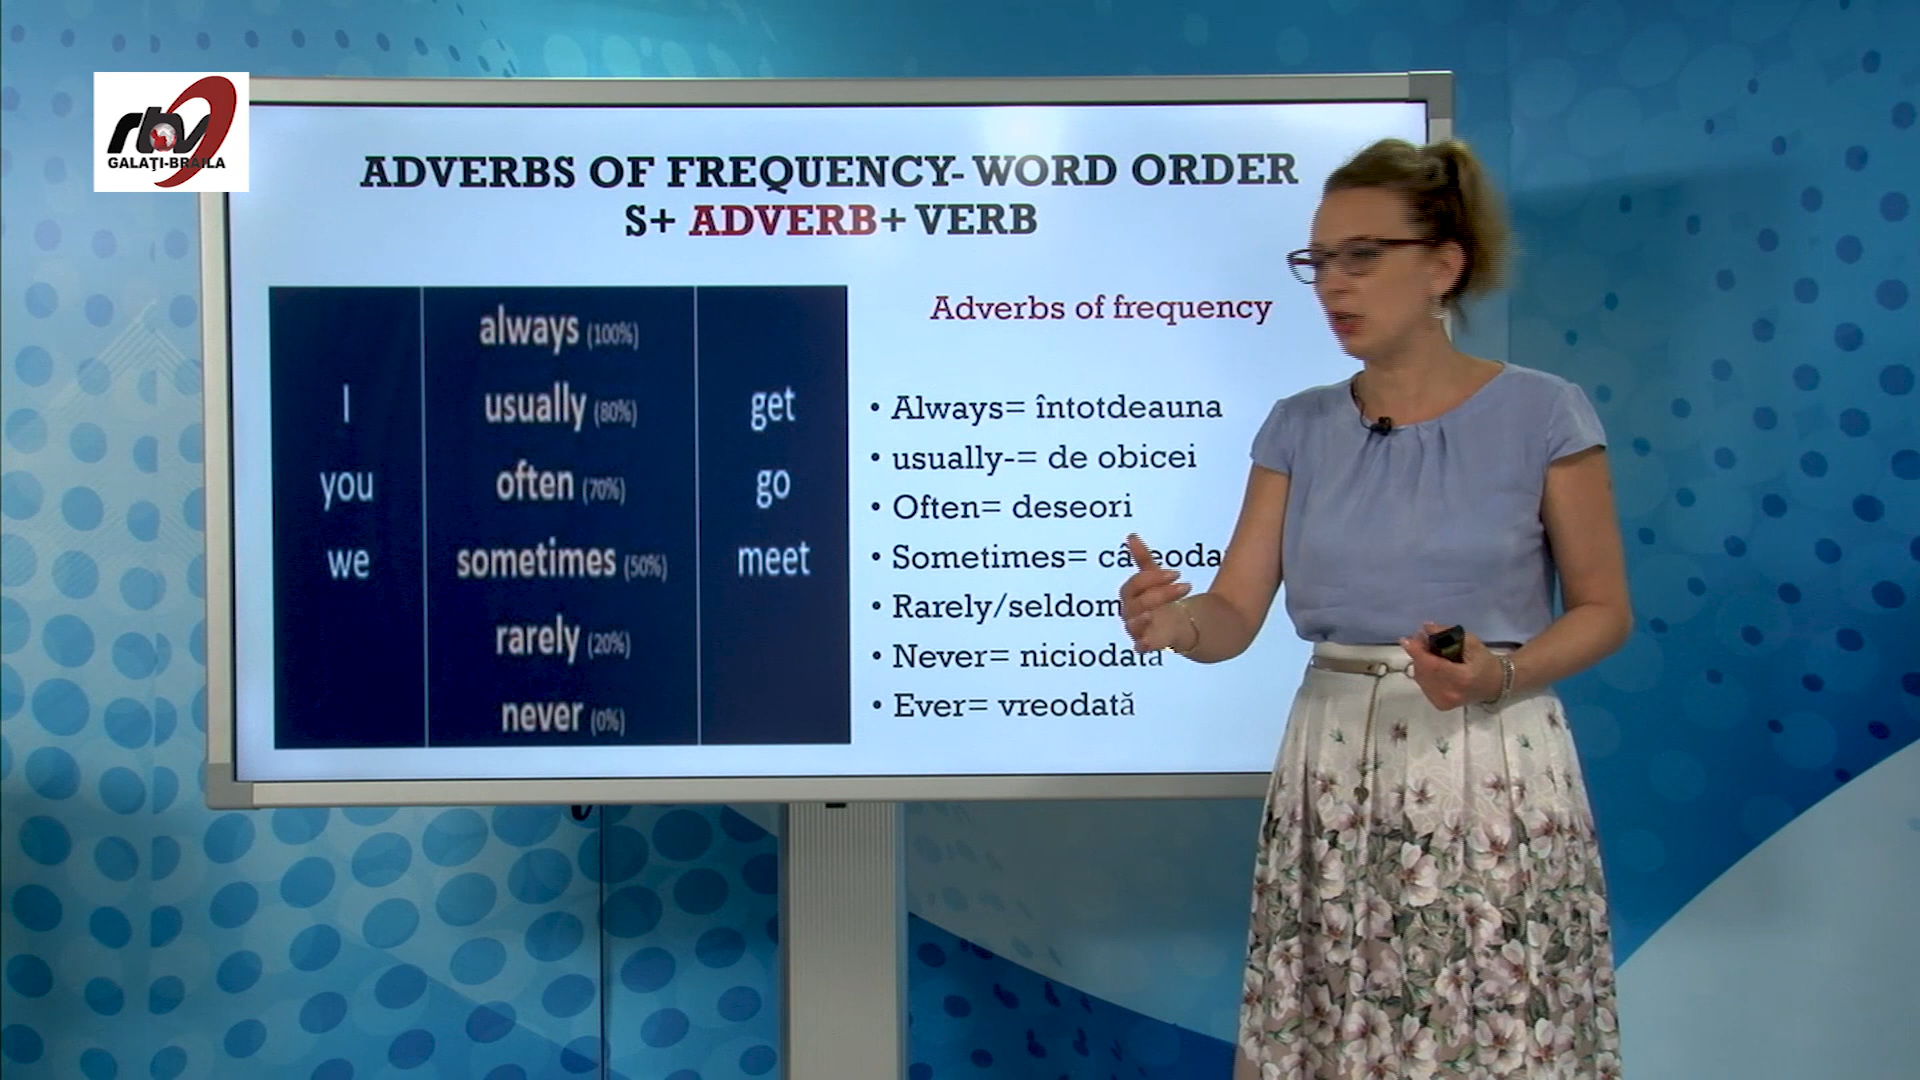 rtv
GALAŢI-BRĂILA
ADVERBS OF FREQUENCY- WORD ORDER
S+ ADVERB+ VERB
always (100%)
I usually (80%) get
you often (70%) go
we sometimes (50%) meet
rarely (20%)
never (0%)
Adverbs of frequency
• Always= întotdeauna
• usually-= de obicei
• Often= deseori
• Sometimes=
• Rarely/seldom
• Never= niciodată
• Ever= vreodată